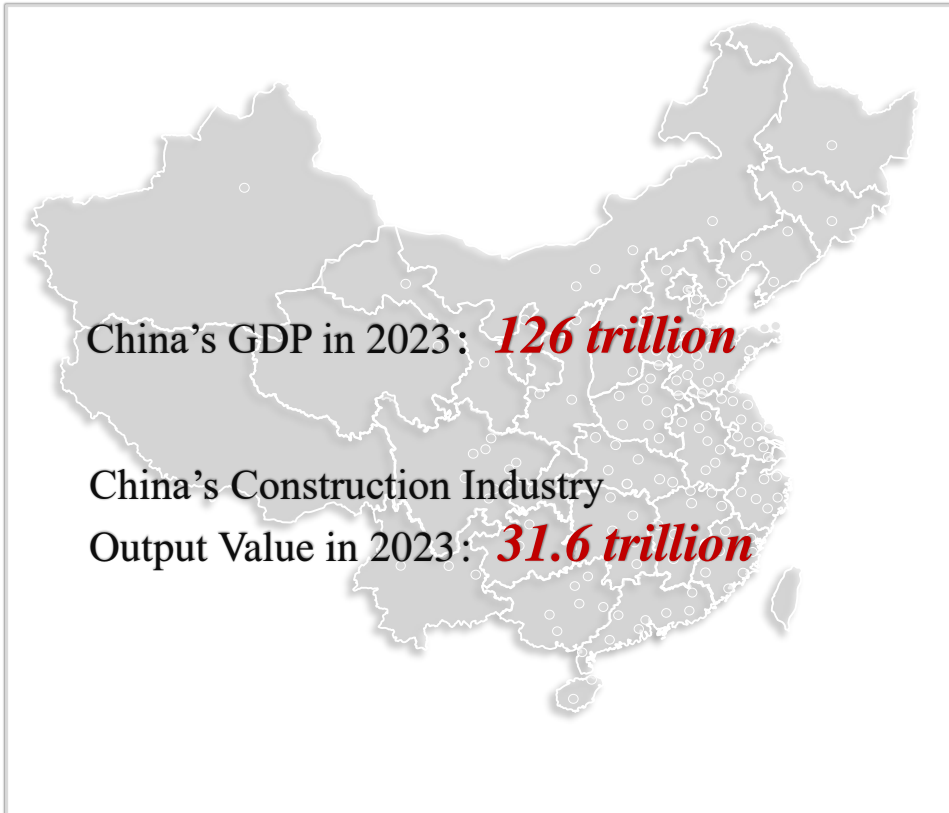 China’s GDP in 2023：126 trillion
China’s Construction Industry
Output Value in 2023：31.6 trillion